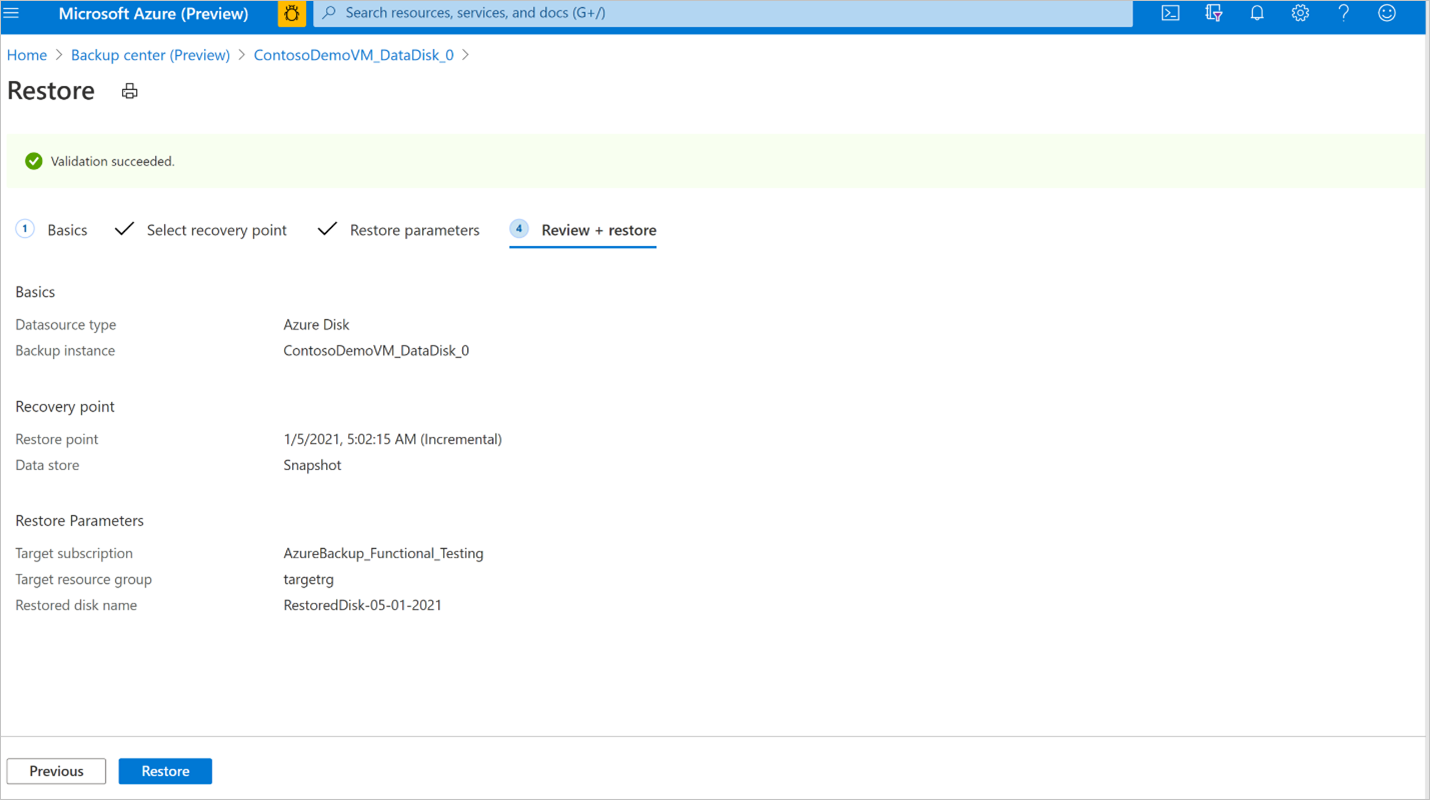 Microsoft Azure (Preview) Search resources, services, and docs (G+/)
Home > Backup center (Preview) > ContosoDemoVM_DataDisk_0 >
Restore
Validation succeeded.
1 Basics Select recovery point Restore parameters 4 Review + restore
Basics
Datasource type Azure Disk
Backup instance ContosoDemoVM_DataDisk_0
Recovery point
Restore point 1/5/2021, 5:02:15 AM (Incremental)
Data store Snapshot
Restore Parameters
Target subscription AzureBackup_Functional_Testing
Target resource group targetrg
Restored disk name RestoredDisk-05-01-2021
Previous Restore